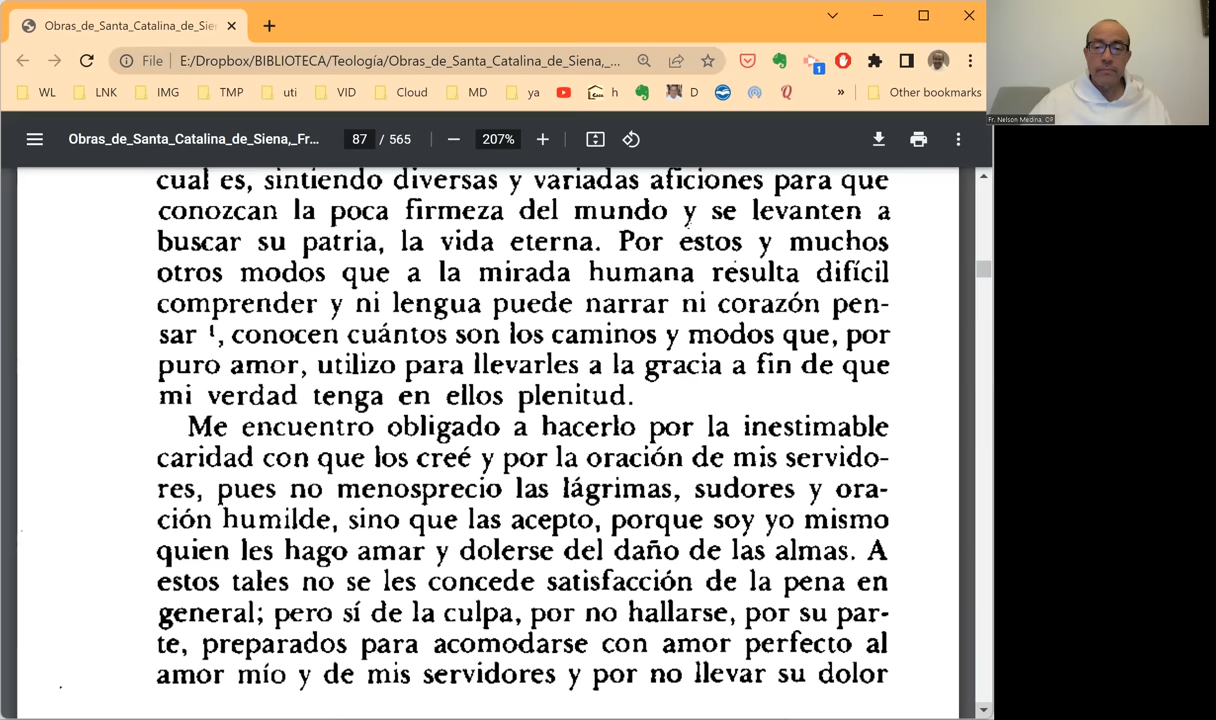 Obras_de_Santa_Catalina_de_Sie
File
E:/Dropbox/BIBLIOTECA/Teología/Obras_de_Santa_Catalina_de_Siena,_...
1
WL
LNK
IMG
TMP
uti
VID
Cloud
MD
ya
h
D
»
Other bookmarks
Fr. Nelson Medina, OP
Obras_de_Santa_Catalina_de_Siena,_Fr...
87 / 565
207%
cual es, sintiendo diversas y variadas aficiones para que
conozcan la poca firmeza del mundo y se levanten a
buscar su patria, la vida eterna. Por estos y muchos
otros modos que a la mirada humana resulta difícil
comprender y ni lengua puede narrar ni corazón pen-
sar ¹, conocen cuántos son los caminos y modos que, por
puro amor, utilizo para llevarles a la gracia a fin de que
mi verdad tenga en ellos plenitud.
Me encuentro obligado a hacerlo por la inestimable
caridad con que los creé y por la oración de mis servido-
res, pues no menosprecio las lágrimas, sudores y ora-
ción humilde, sino que las acepto, porque soy yo mismo
quien les hago amar y dolerse del daño de las almas. A
estos tales no se les concede satisfacción de la pena en
general; pero sí de la culpa, por no hallarse, por su par-
te, preparados para acomodarse con amor perfecto al
amor mío y de mis servidores y por no llevar su dolor